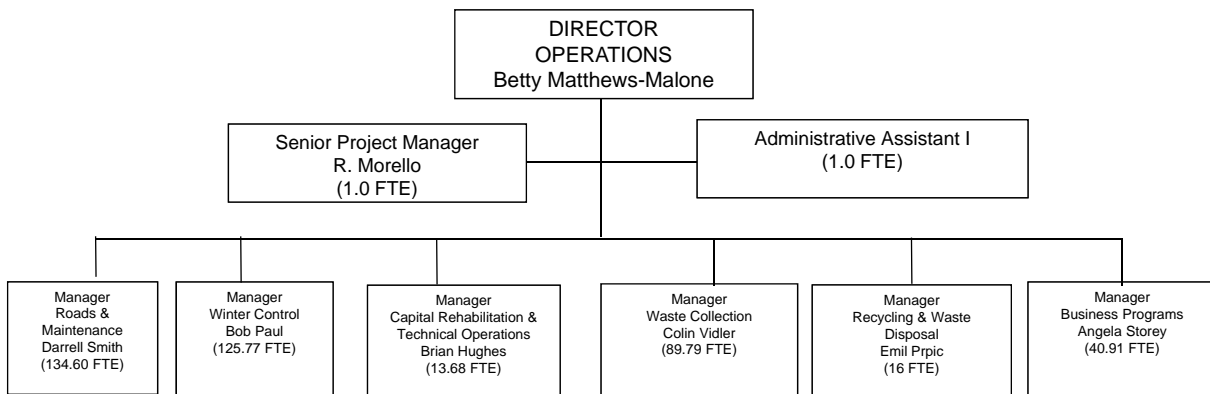 DIRECTOR
OPERATIONS
Betty Matthews-Malone
Senior Project Manager
R. Morello
(1.0 FTE)
Administrative Assistant I
(1.0 FTE)
Manager
Roads &
Maintenance
Darrell Smith
(134.60 FTE)
Manager
Winter Control
Bob Paul
(125.77 FTE)
Manager
Capital Rehabilitation &
Technical Operations
Brian Hughes
(13.68 FTE)
Manager
Waste Collection
Colin Vidler
(89.79 FTE)
Manager
Recycling & Waste
Disposal
Emil Prpic
(16 FTE)
Manager
Business Programs
Angela Storey
(40.91 FTE)